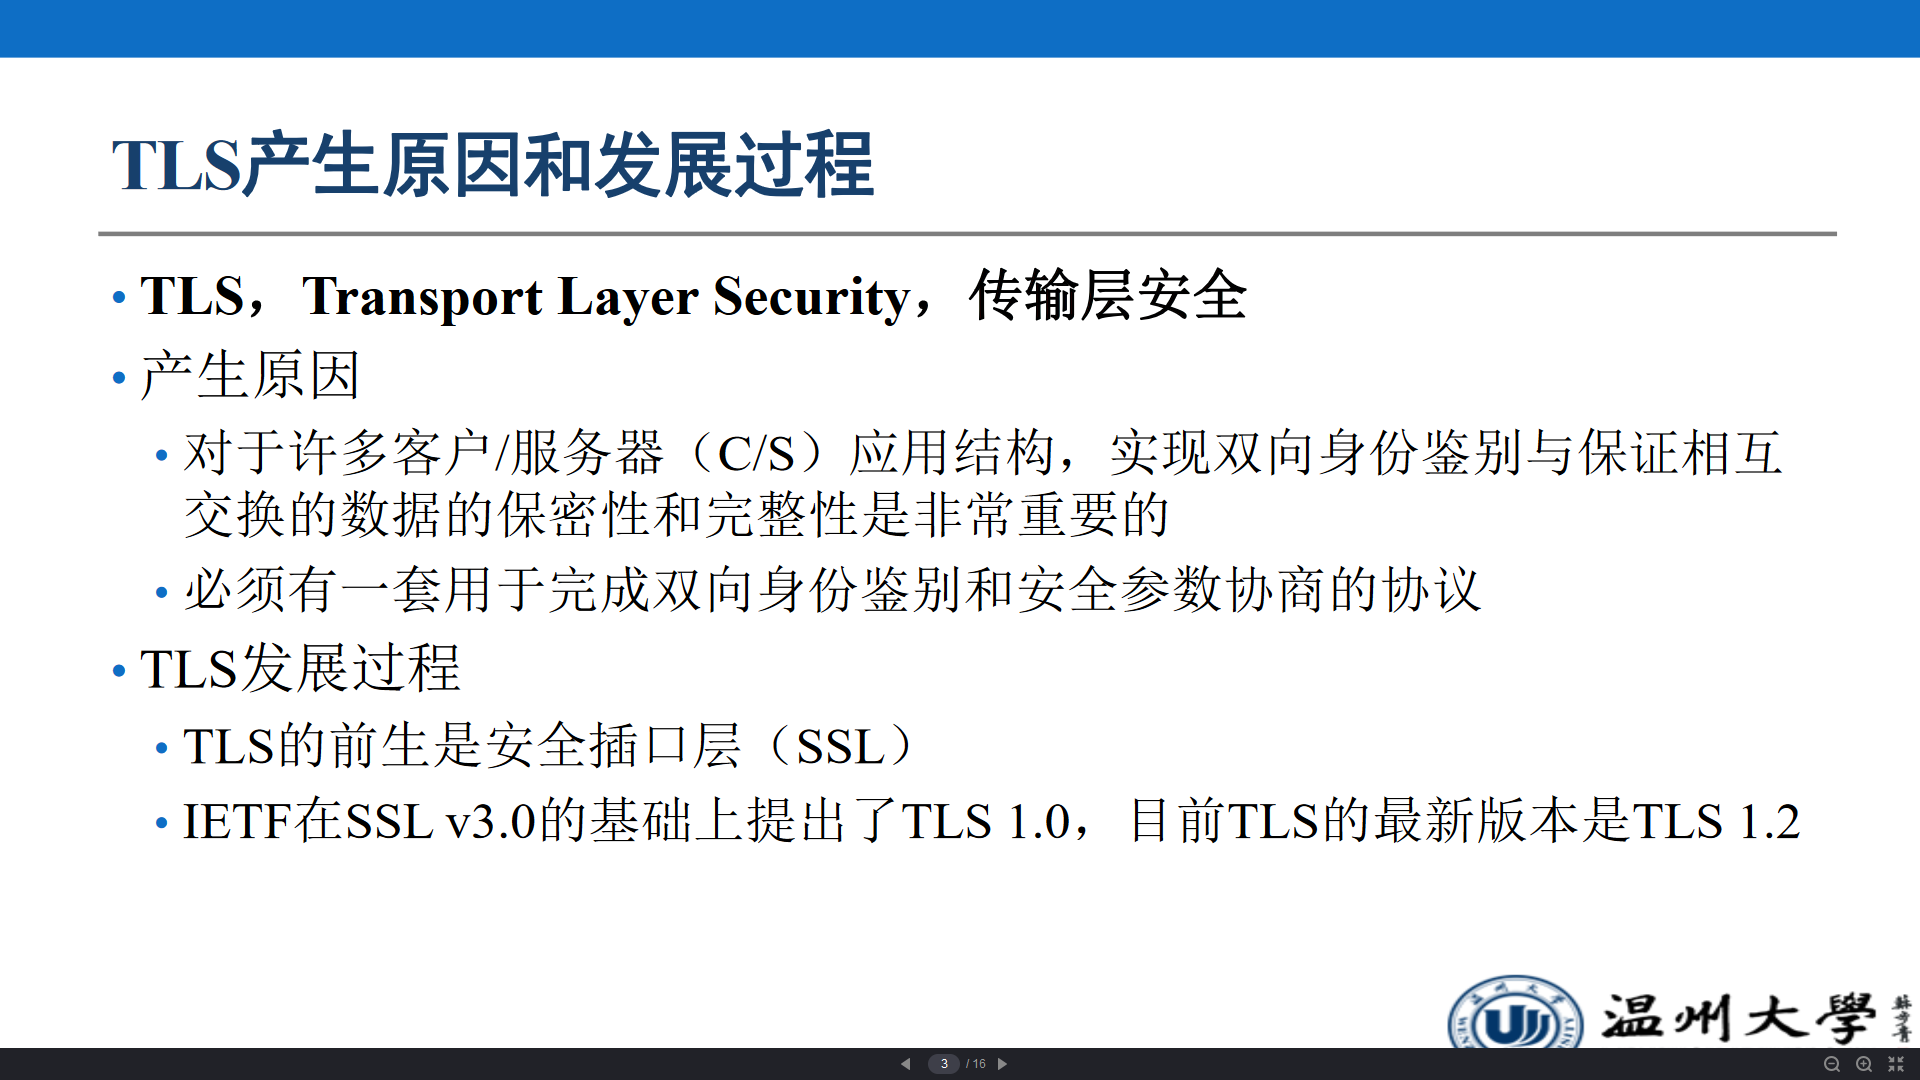 TLS产生原因和发展过程
• TLS，Transport Layer Security，传输层安全
• 产生原因
• 对于许多客户/服务器（C/S）应用结构，实现双向身份鉴别与保证相互
交换的数据的保密性和完整性是非常重要的
• 必须有一套用于完成双向身份鉴别和安全参数协商的协议
• TLS发展过程
• TLS的前生是安全插口层（SSL）
• IETF在SSL v3.0的基础上提出了TLS 1.0，目前TLS的最新版本是TLS 1.2
温州大學
蘇步青
3 / 16